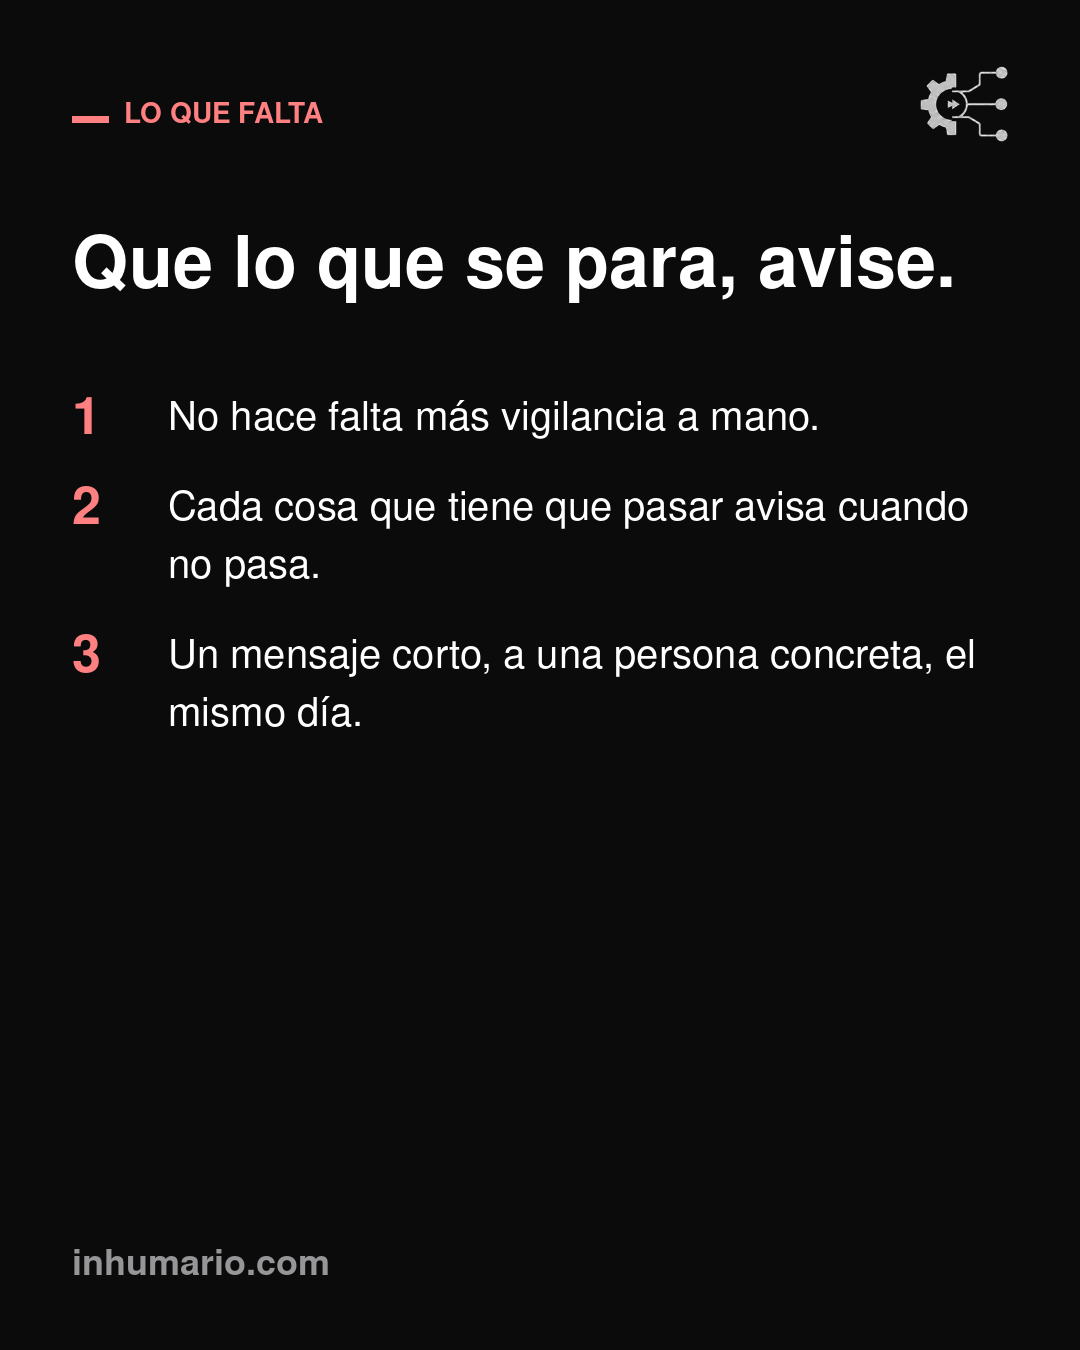 LO QUE FALTA
Que lo que se para, avise.
1 No hace falta más vigilancia a mano.
2 Cada cosa que tiene que pasar avisa cuando
no pasa.
3 Un mensaje corto, a una persona concreta, el
mismo día.
inhumario.com